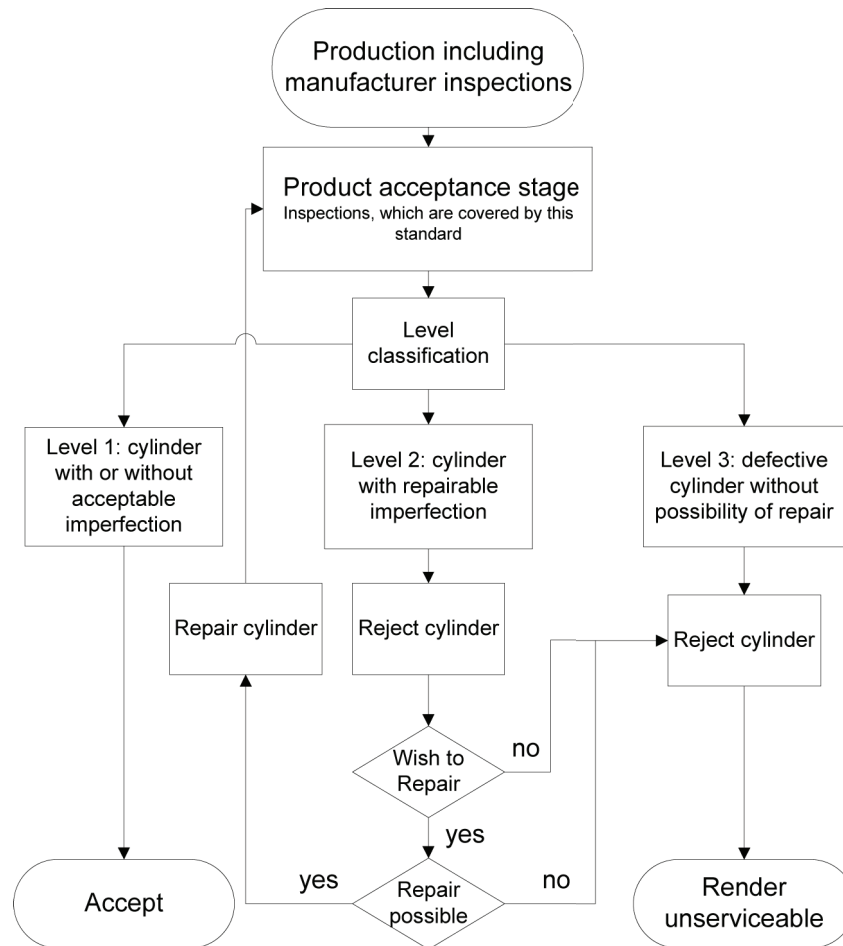 Production including
manufacturer inspections
Product acceptance stage
Inspections, which are covered by this
standard
Level
classification
Level 1: cylinder
with or without
acceptable
imperfection
Level 2: cylinder
with repairable
imperfection
Level 3: defective
cylinder without
possibility of repair
Repair cylinder
Reject cylinder
Reject cylinder
Wish to
Repair
no
yes
Repair
possible
yes
no
Accept
Render
unserviceable